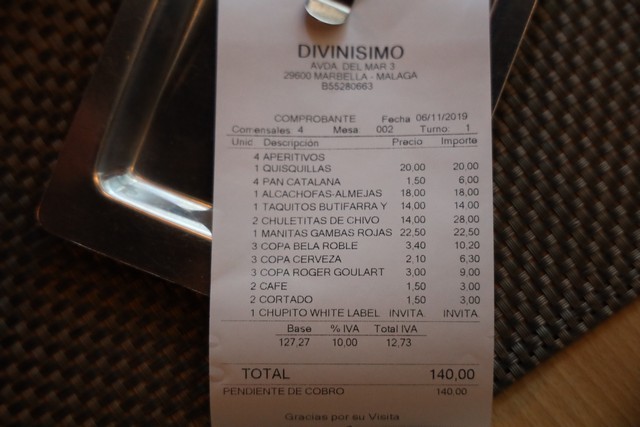 DIVINISIMO
AVDA. DEL MAR 3
29600 MARBELLA - MALAGA
B55280663
COMPROBANTE Fecha 06/11/2019
Comensales 4 Mesa 002 Turno: 1
Unid Descripción Precio Importe
4 APERITIVOS
1 QUISQUILLAS 20,00 20,00
4 PAN CATALANA 1,50 6,00
1 ALCACHOFAS-ALMEJAS 18,00 18,00
1 TAQUITOS BUTIFARRA Y 14,00 14,00
2 CHULETITAS DE CHIVO 14,00 28,00
1 MANITAS GAMBAS ROJAS 22,50 22,50
3 COPA BELA ROBLE 3,40 10,20
3 COPA CERVEZA 2,10 6,30
3 COPA ROGER GOULART 3,00 9,00
2 CAFE 1,50 3,00
2 CORTADO 1,50 3,00
1 CHUPITO WHITE LABEL INVITA. INVITA.
Base % IVA Total IVA
127,27 10,00 12,73
TOTAL 140,00
PENDIENTE DE COBRO 140,00
Gracias por su Visita